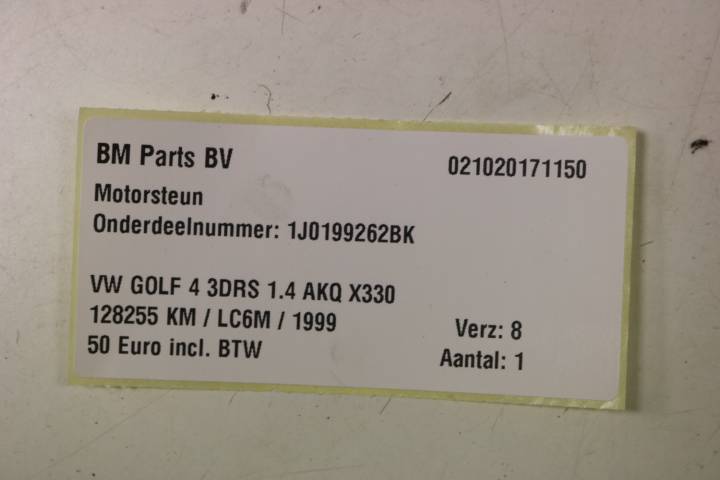 BM Parts BV 021020171150
Motorsteun
Onderdeelnummer: 1J0199262BK
VW GOLF 4 3DRS 1.4 AKQ X330
128255 KM / LC6M / 1999 Verz: 8
50 Euro incl. BTW Aantal: 1